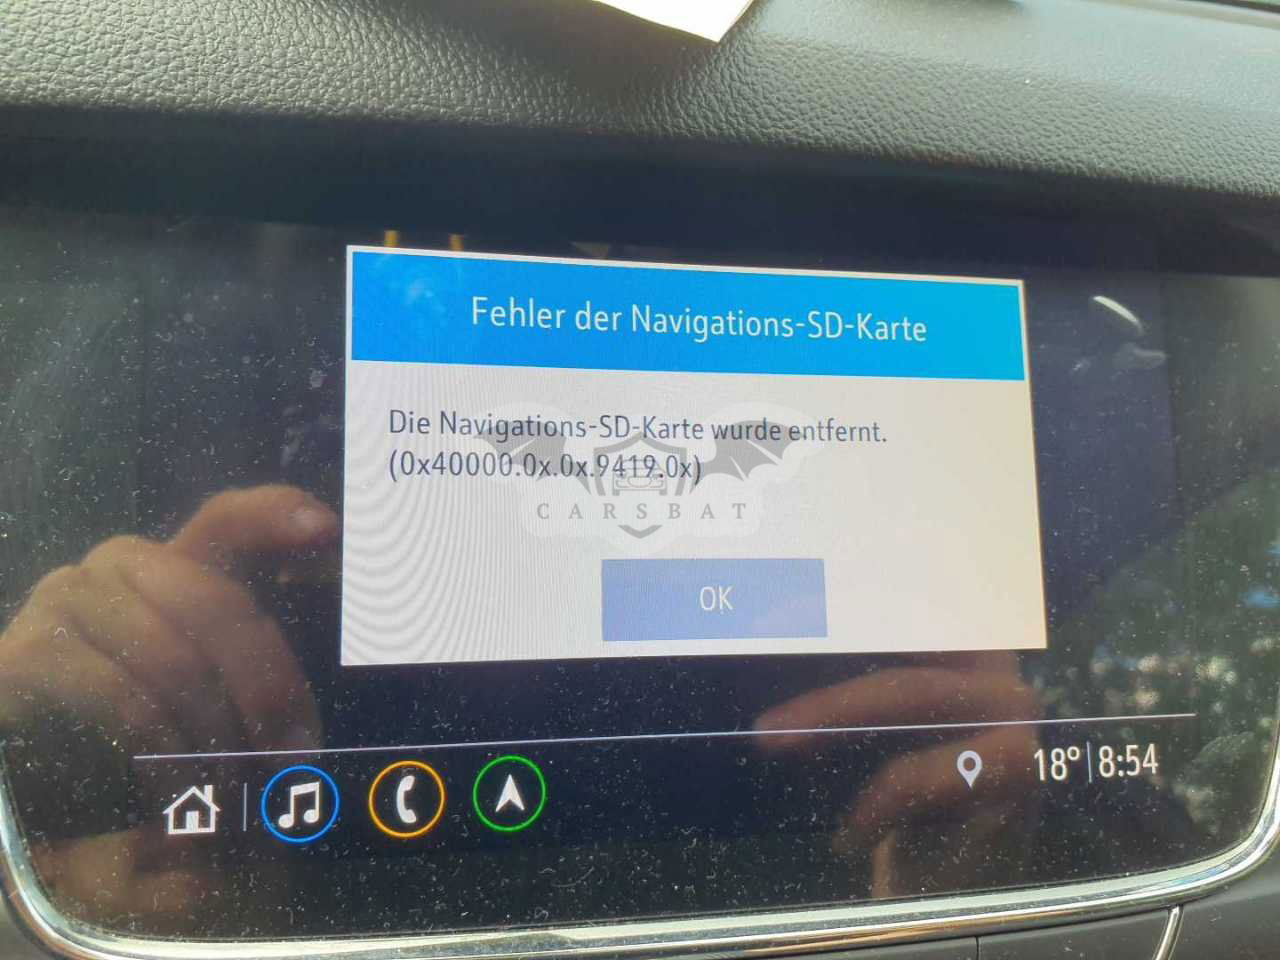 Fehler der Navigations-SD-Karte
Die Navigations-SD-Karte wurde entfernt.
(0x40000.0x.0x.9419.0x)
CARSBAT
OK
18° 8:54